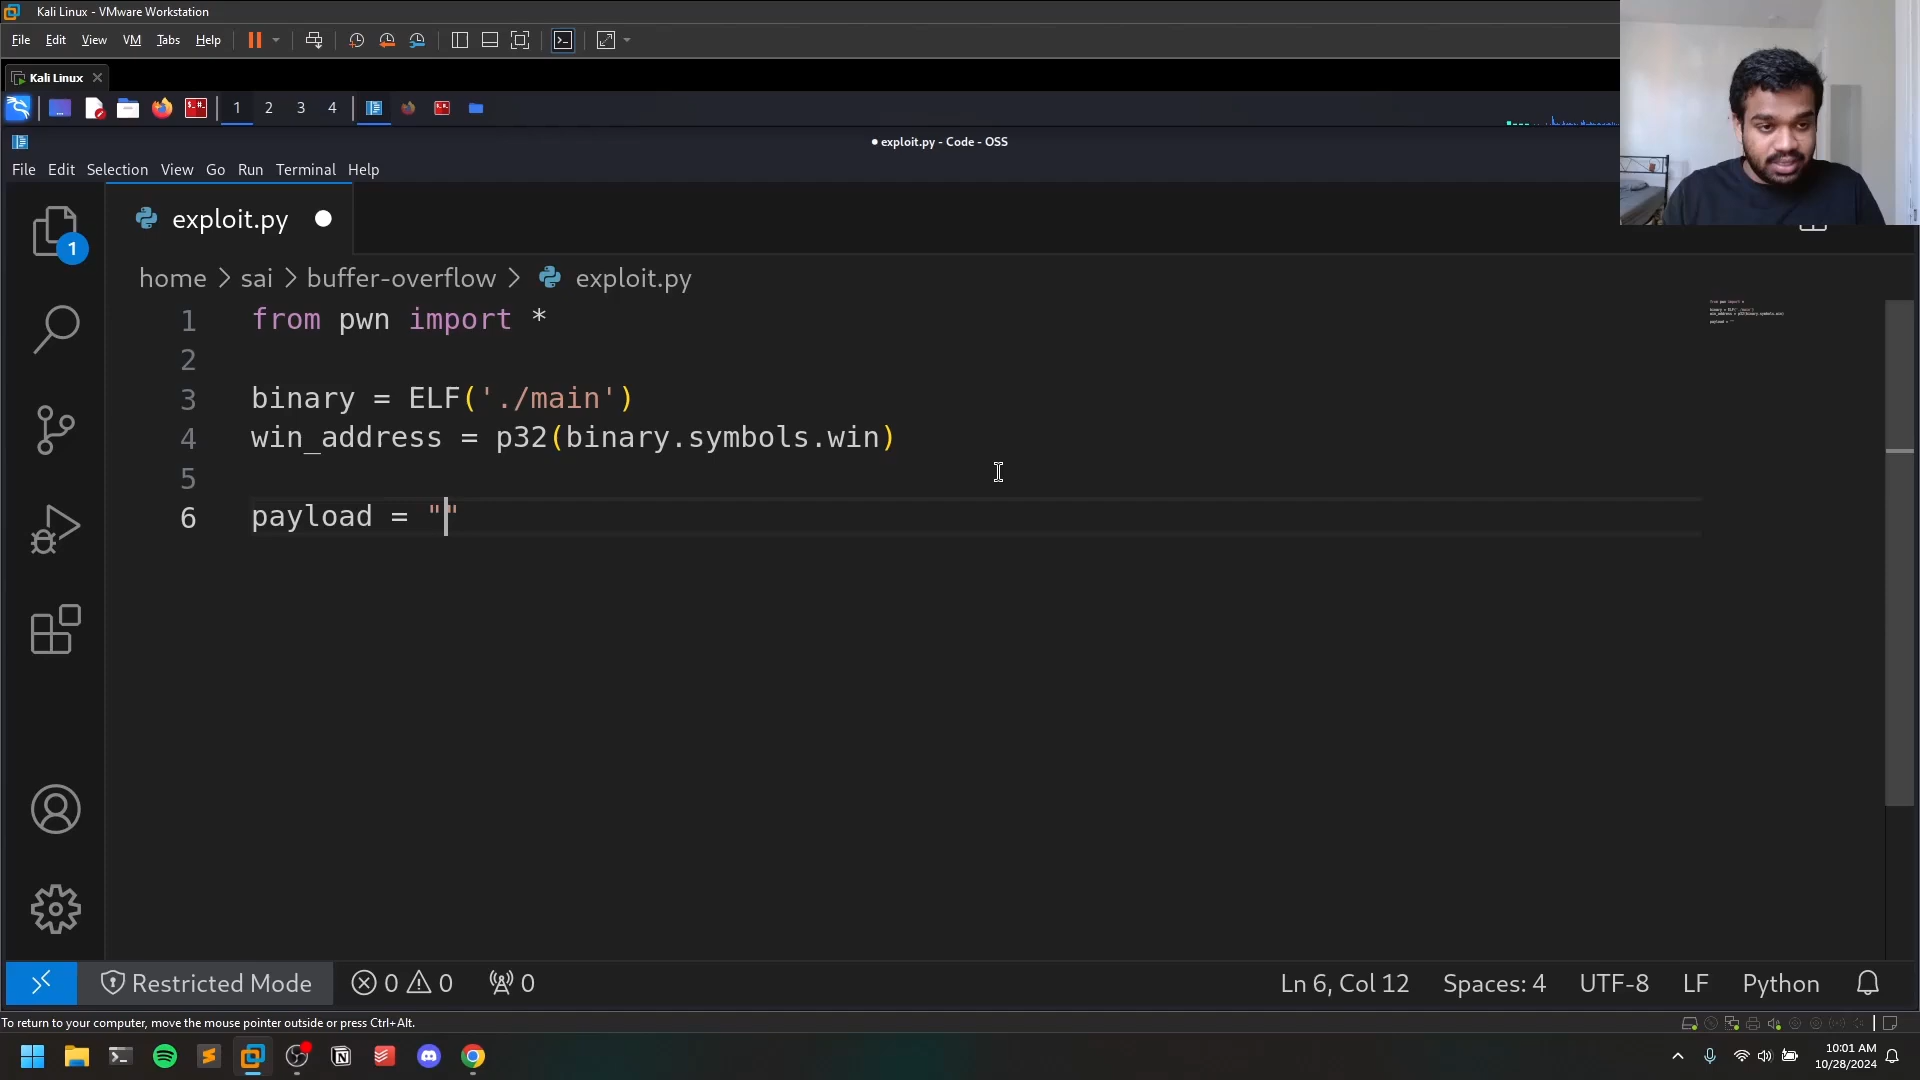 Kali Linux - VMware Workstation
File Edit View VM Tabs Help
Kali Linux
1 2 3 4
exploit.py - Code - OSS
File Edit Selection View Go Run Terminal Help
exploit.py
1
home > sai > buffer-overflow > exploit.py
1 from pwn import *
2
3 binary = ELF('./main')
4 win_address = p32(binary.symbols.win)
5
6 payload = ""
Restricted Mode 0 0 0 Ln 6, Col 12 Spaces: 4 UTF-8 LF Python
To return to your computer, move the mouse pointer outside or press Ctrl+Alt.
10:01 AM
10/28/2024